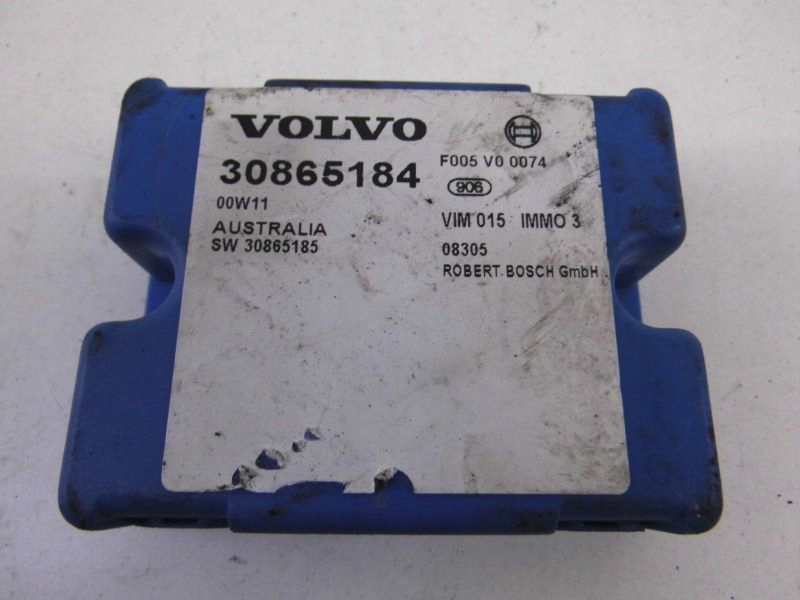 VOLVO
30865184
00W11
AUSTRALIA
SW 30865185
F005 V0 0074
906
VIM 015 IMMO 3
08305
ROBERT BOSCH GmbH